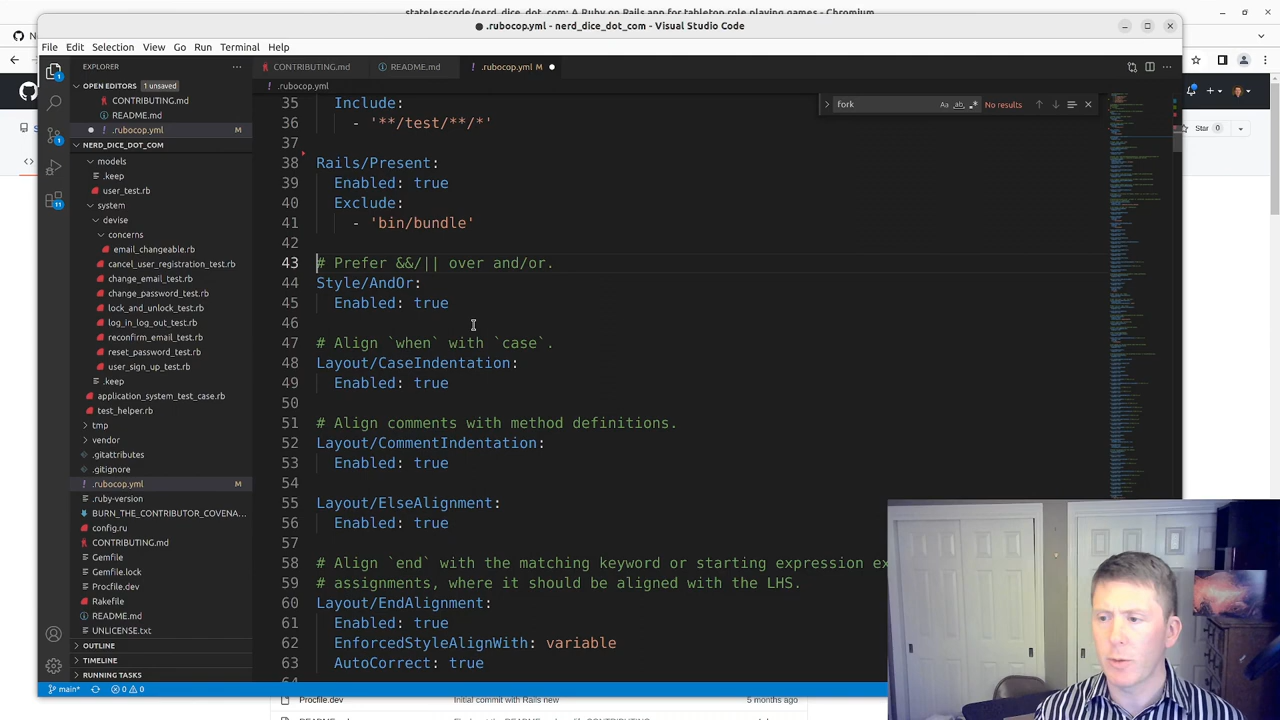 statelesscode/nerd_dice_dot_com: A Ruby on Rails app for tabletop role playing games - Chromium
.rubocop.yml - nerd_dice_dot_com - Visual Studio Code
File Edit Selection View Go Run Terminal Help
EXPLORER
CONTRIBUTING.md
README.md
.rubocop.yml M
OPEN EDITORS 1 unsaved
.rubocop.yml
CONTRIBUTING.md
README.md
.rubocop.yml M
NERD_DICE_DOT_COM
models
.keep
user_test.rb
system
devise
concerns
email_changeable.rb
cancel_user_registration_test.rb
change_email_test.rb
change_password_test.rb
lock_and_unlock_test.rb
log_in_log_out_test.rb
reconfirm_email_test.rb
reset_password_test.rb
user_sign_up_test.rb
.keep
application_system_test_case.rb
test_helper.rb
tmp
vendor
.gitattributes
.gitignore
.rubocop.yml M
.ruby-version
BURN_THE_CONTRIBUTOR_COVENA...
config.ru
CONTRIBUTING.md
Gemfile
Gemfile.lock
Procfile.dev
Rakefile
README.md
UNLICENSE.txt
OUTLINE
TIMELINE
RUNNING TASKS
main*
0 0
fork
Aa ab .*
No results
35 Include:
36 - '**/test/**/*'
37
38 Rails/Present:
39 Enabled: true
40 Exclude:
41 - 'bin/bundle'
42
43 # Prefer &&/|| over and/or.
44 Style/AndOr:
45 Enabled: true
46
47 # Align `when` with `case`.
48 Layout/CaseIndentation:
49 Enabled: true
50
51 # Align comments with method definitions.
52 Layout/CommentIndentation:
53 Enabled: true
54
55 Layout/ElseAlignment:
56 Enabled: true
57
58 # Align `end` with the matching keyword or starting expression ex
59 # assignments, where it should be aligned with the LHS.
60 Layout/EndAlignment:
61 Enabled: true
62 EnforcedStyleAlignWith: variable
63 AutoCorrect: true
Star 0
Procfile.dev
Initial commit with Rails new
5 months ago